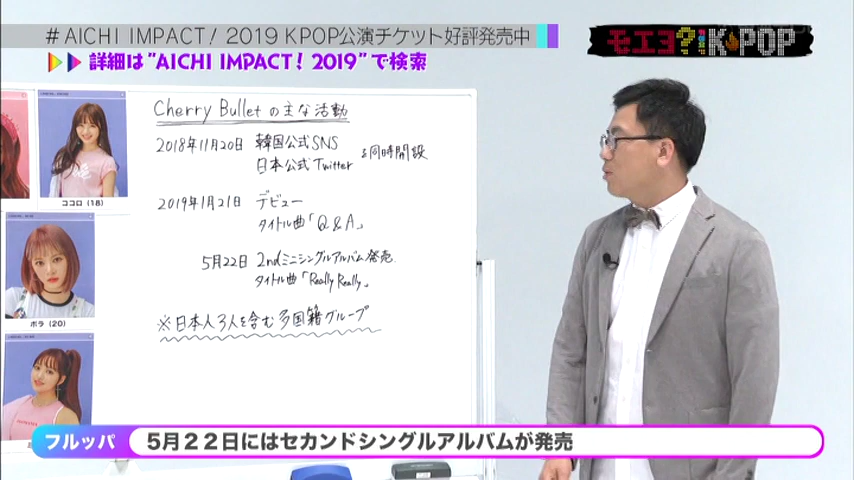 #AICHI IMPACT! 2019 KPOP公演チケット好評発売中
詳細は"AICHI IMPACT! 2019"で検索
モエヨ?!K-POP
Cherry Bulletの主な活動
2018年11月20日 韓国公式SNS
日本公式Twitter を同時開設
2019年1月21日 デビュー
タイトル曲「Q&A」
5月22日 2ndミニシングルアルバム発売
タイトル曲「Really Really」
※日本人3人を含む多国籍グループ
ココロ (18)
ボラ (20)
フルッパ 5月22日にはセカンドシングルアルバムが発売